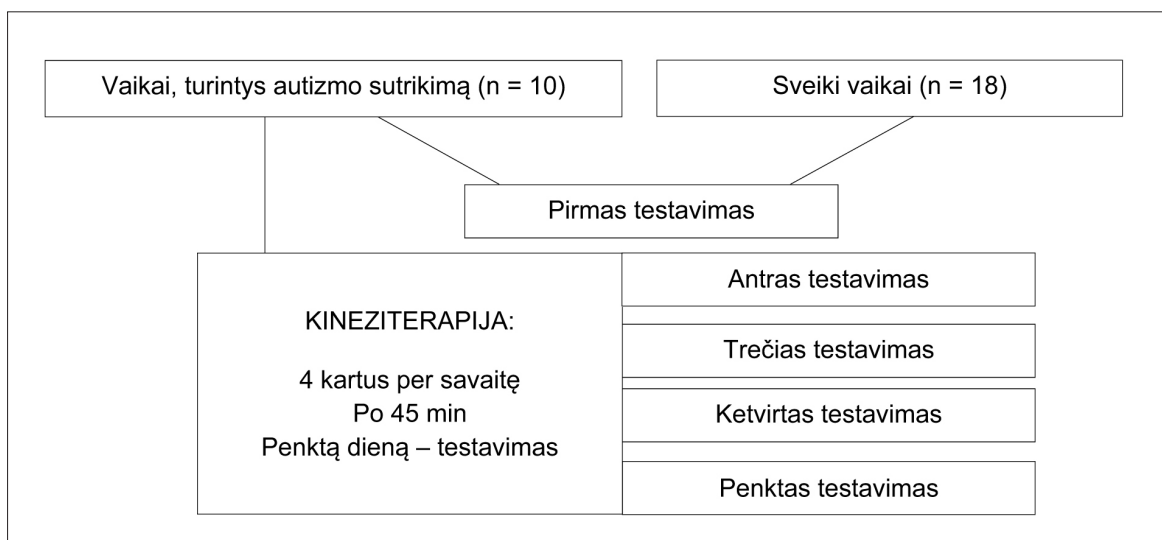 Vaikai, turintys autizmo sutrikimą (n = 10)
Sveiki vaikai (n = 18)
Pirmas testavimas
KINEZITERAPIJA:
4 kartus per savaitę
Po 45 min
Penktą dieną – testavimas
Antras testavimas
Trečias testavimas
Ketvirtas testavimas
Penktas testavimas